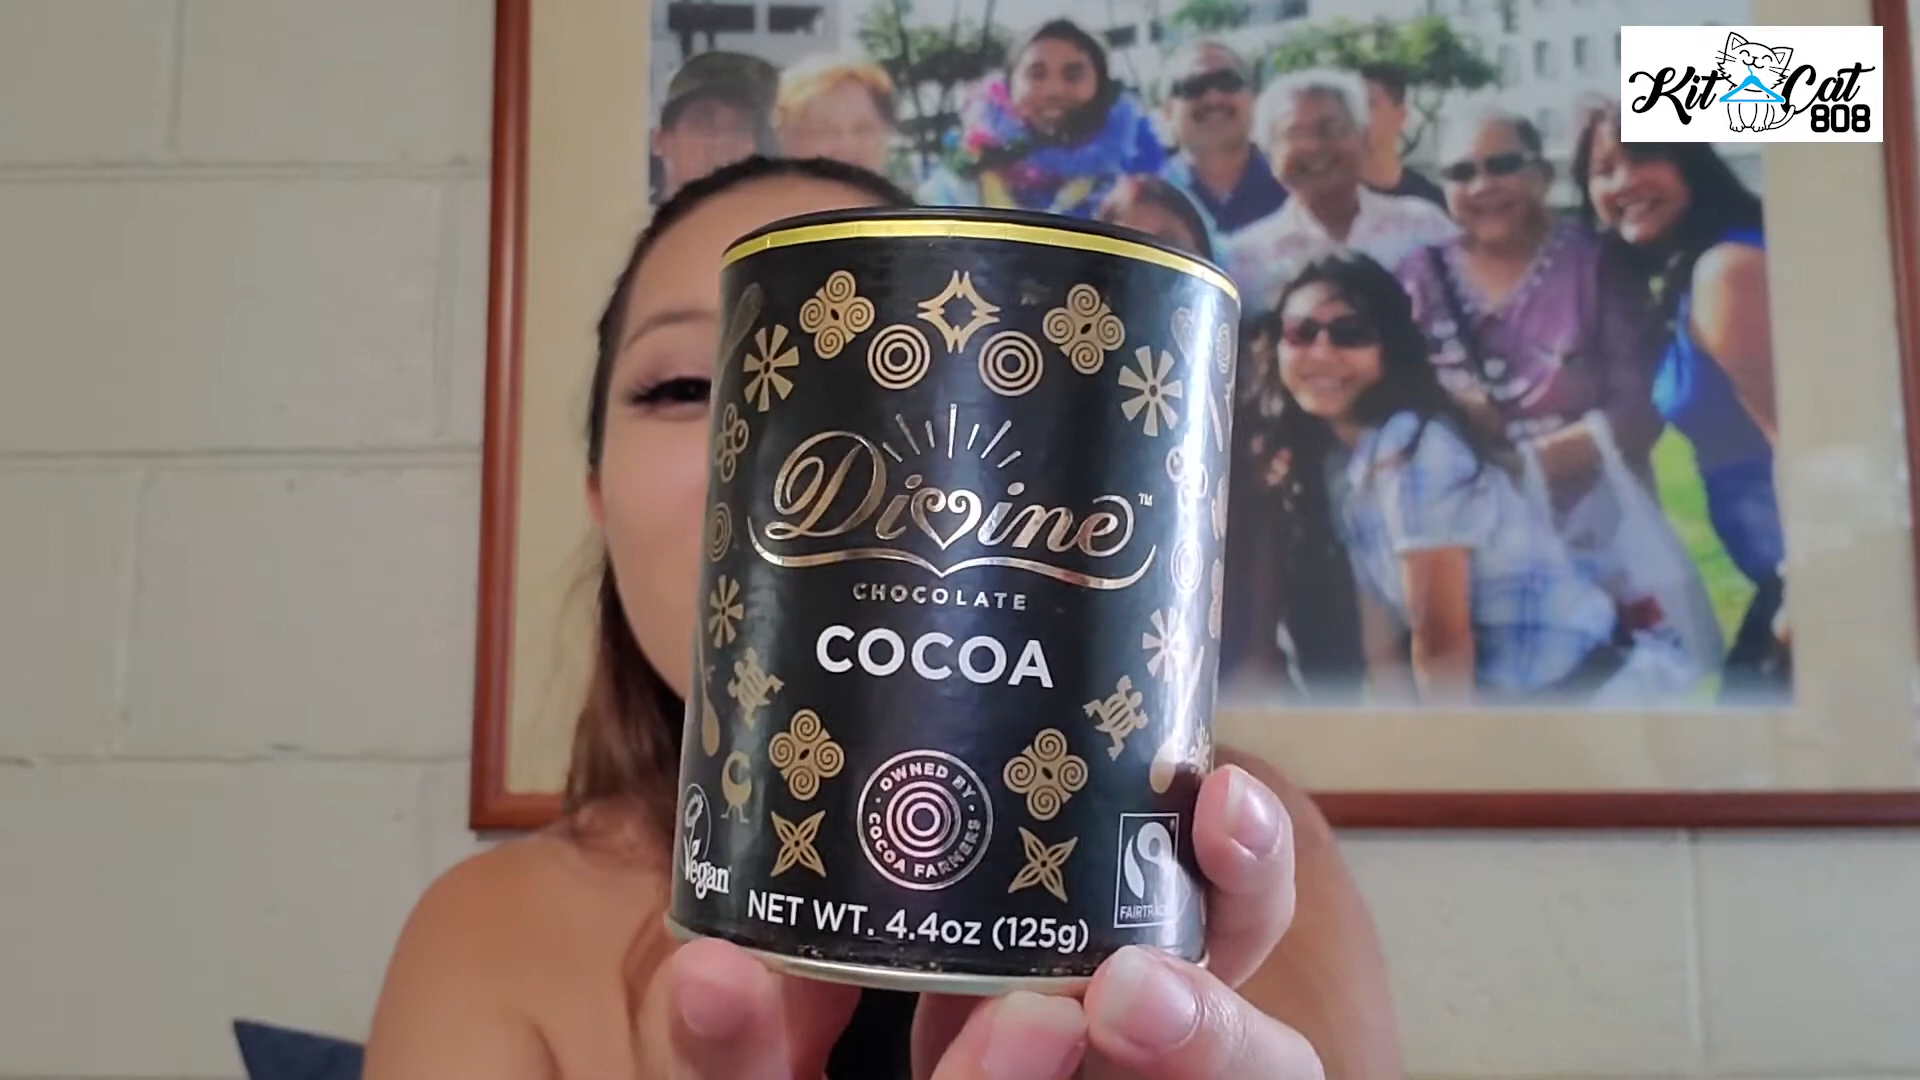 Kit Cat
808
Divine™
CHOCOLATE
COCOA
OWNED BY
COCOA FARMERS
Vegan
FAIRTRADE
NET WT. 4.4oz (125g)